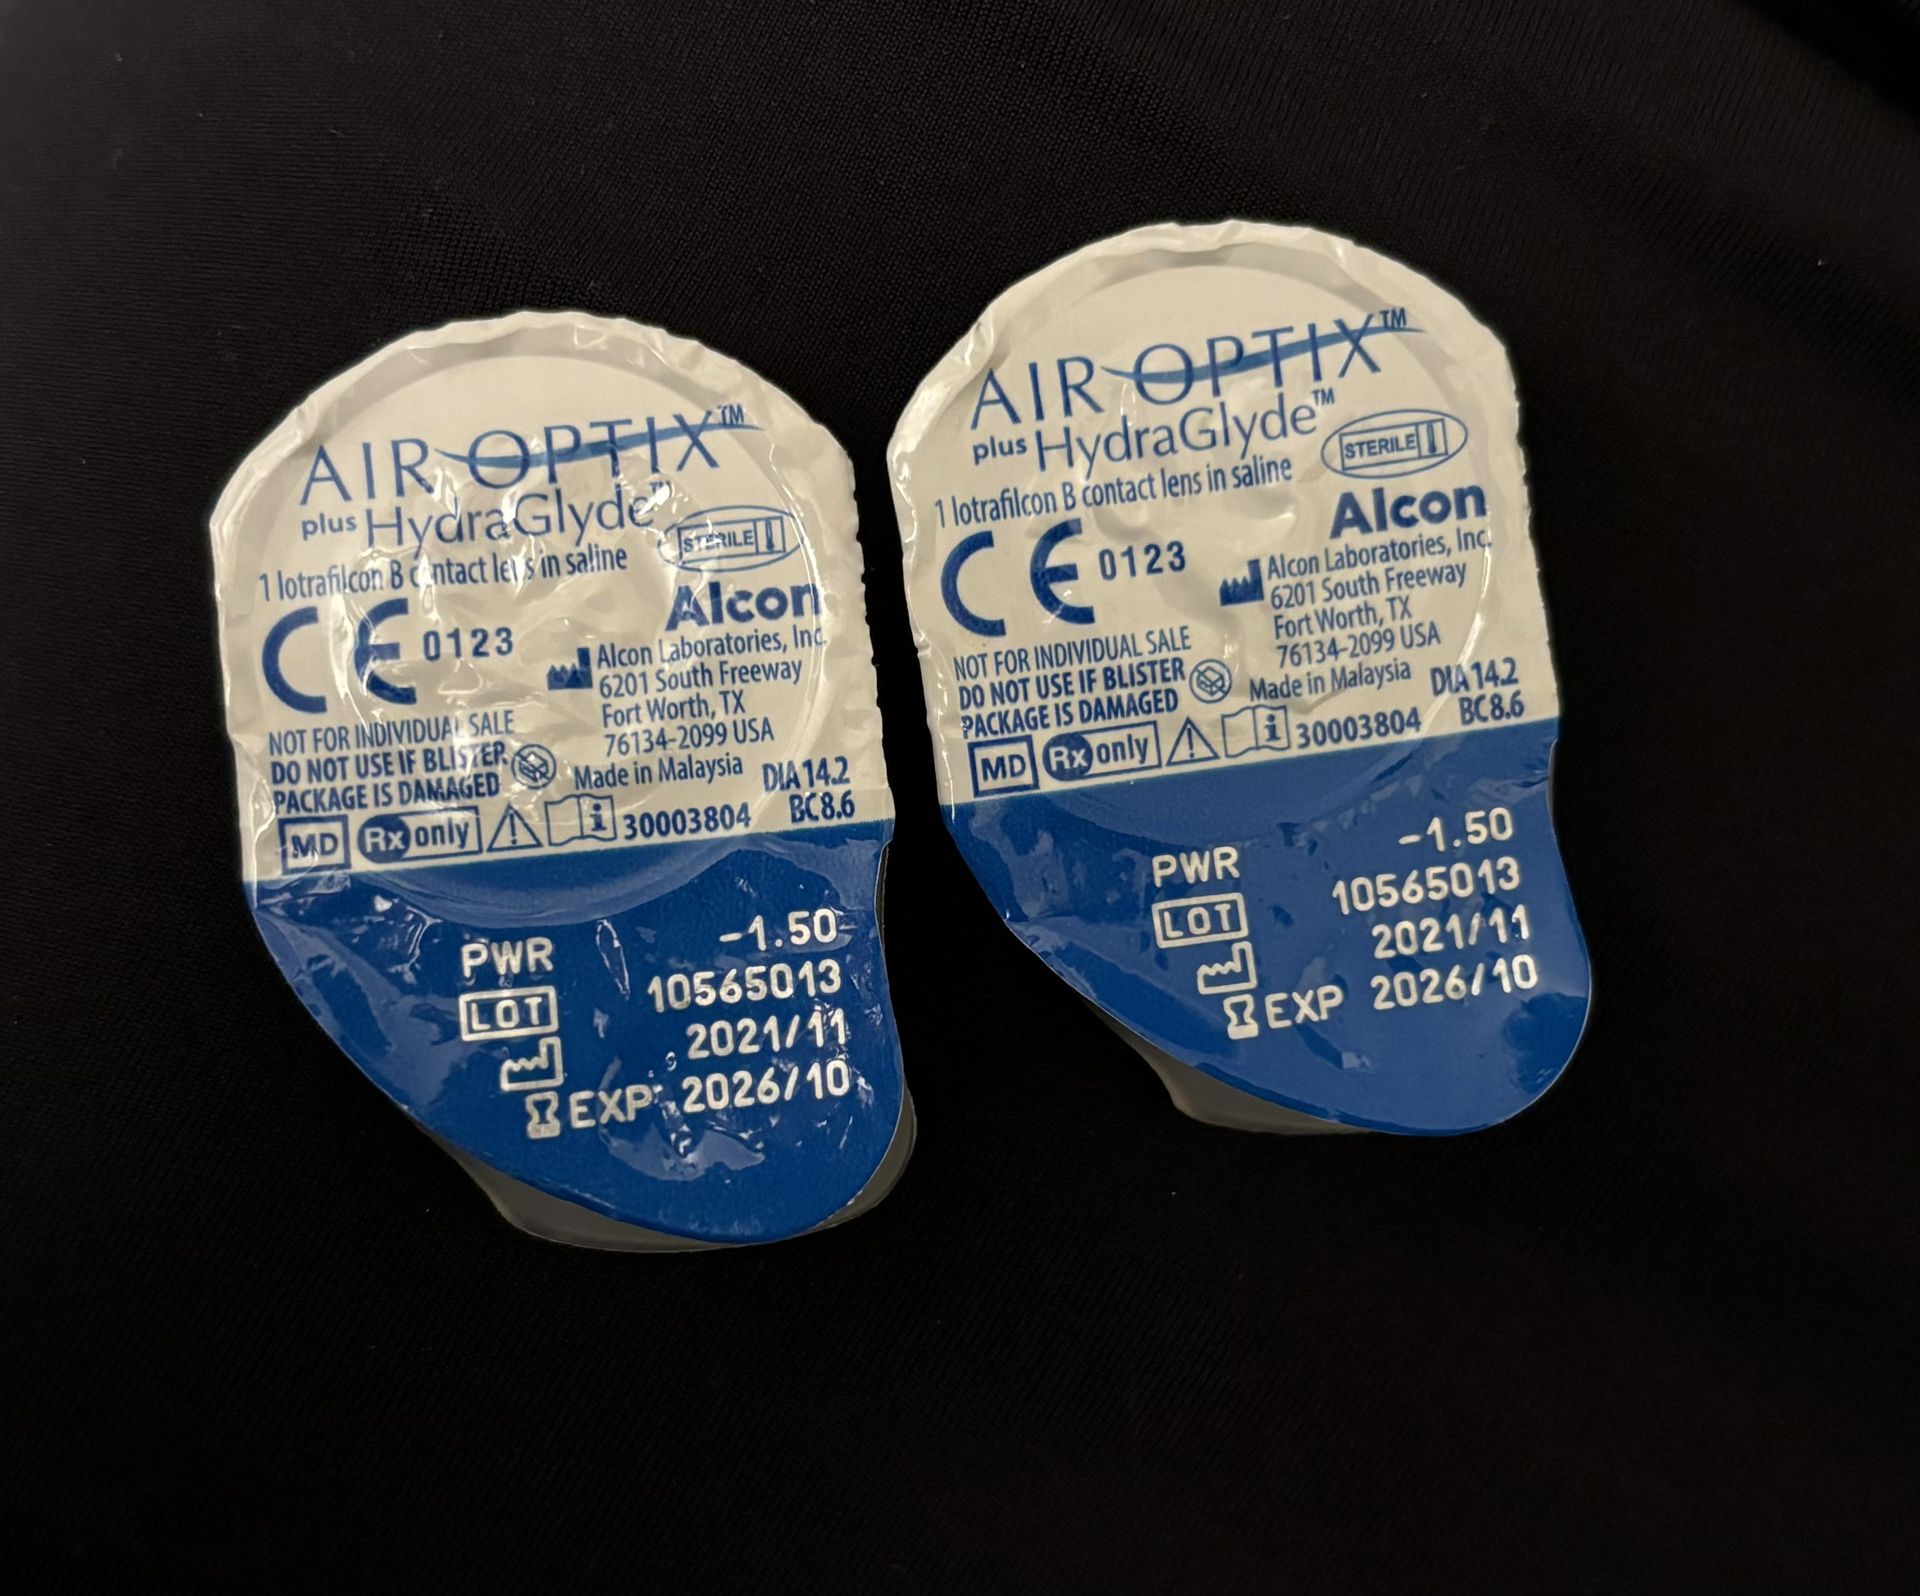 AIR OPTIX™
plus HydraGlyde™
STERILE
1 lotrafilcon B contact lens in saline
Alcon
CE 0123
Alcon Laboratories, Inc.
6201 South Freeway
Fort Worth, TX
76134-2099 USA
Made in Malaysia
NOT FOR INDIVIDUAL SALE
DO NOT USE IF BLISTER
PACKAGE IS DAMAGED
DIA 14.2
BC 8.6
MD Rx only 30003804
PWR -1.50
LOT 10565013
2021/11
EXP 2026/10
AIR OPTIX™
plus HydraGlyde™
STERILE
1 lotrafilcon B contact lens in saline
Alcon
CE 0123
Alcon Laboratories, Inc.
6201 South Freeway
Fort Worth, TX
76134-2099 USA
Made in Malaysia
NOT FOR INDIVIDUAL SALE
DO NOT USE IF BLISTER
PACKAGE IS DAMAGED
DIA 14.2
BC 8.6
MD Rx only 30003804
PWR -1.50
LOT 10565013
2021/11
EXP 2026/10